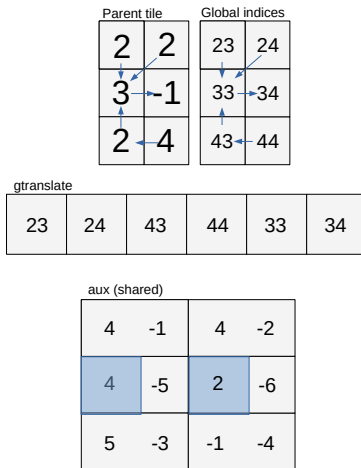 Parent tile Global indices
2 2 23 24
3 -1 33 34
2 4 43 44
gtranslate
23 24 43 44 33 34
aux (shared)
4 -1 4 -2
4 -5 2 -6
5 -3 -1 -4